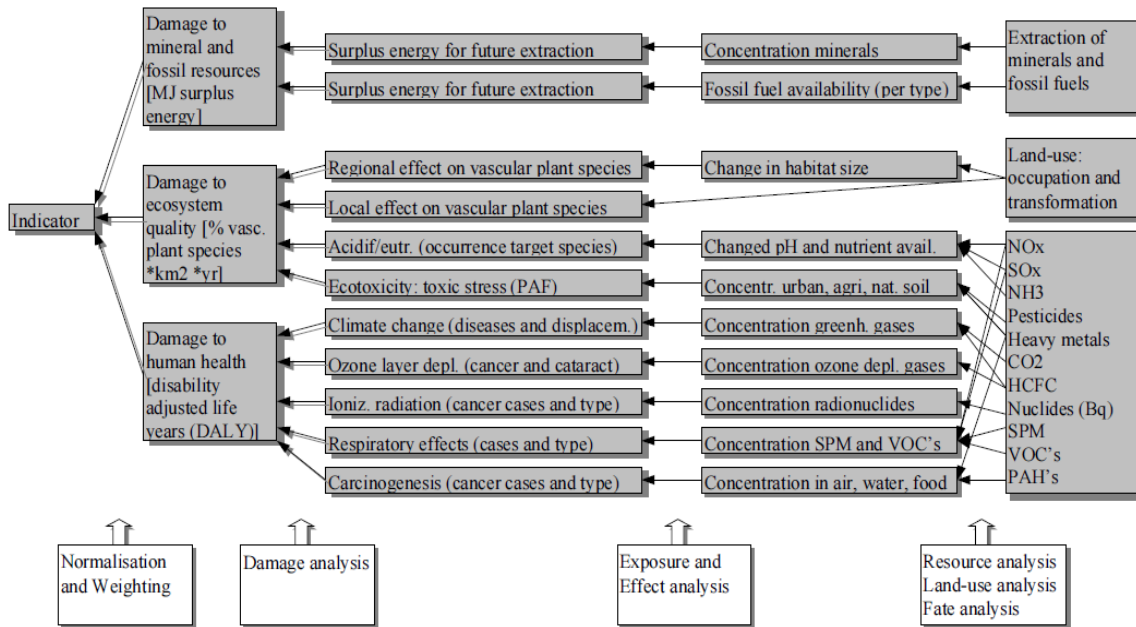 Damage to
mineral and
fossil resources
[MJ surplus
energy]
Surplus energy for future extraction
Concentration minerals
Extraction of
minerals and
fossil fuels
Surplus energy for future extraction
Fossil fuel availability (per type)
Indicator
Damage to
ecosystem
quality [% vasc.
plant species
*km2 *yr]
Regional effect on vascular plant species
Change in habitat size
Land-use:
occupation and
transformation
Local effect on vascular plant species
Acidif/eutr. (occurrence target species)
Changed pH and nutrient avail.
Ecotoxicity: toxic stress (PAF)
Concentr. urban, agri, nat. soil
Damage to
human health
[disability
adjusted life
years (DALY)]
Climate change (diseases and displacem.)
Concentration greenh. gases
Ozone layer depl. (cancer and cataract)
Concentration ozone depl. gases
Ioniz. radiation (cancer cases and type)
Concentration radionuclides
Respiratory effects (cases and type)
Concentration SPM and VOC's
Carcinogenesis (cancer cases and type)
Concentration in air, water, food
NOx
SOx
NH3
Pesticides
Heavy metals
CO2
HCFC
Nuclides (Bq)
SPM
VOC's
PAH's
Normalisation
and Weighting
Damage analysis
Exposure and
Effect analysis
Resource analysis
Land-use analysis
Fate analysis